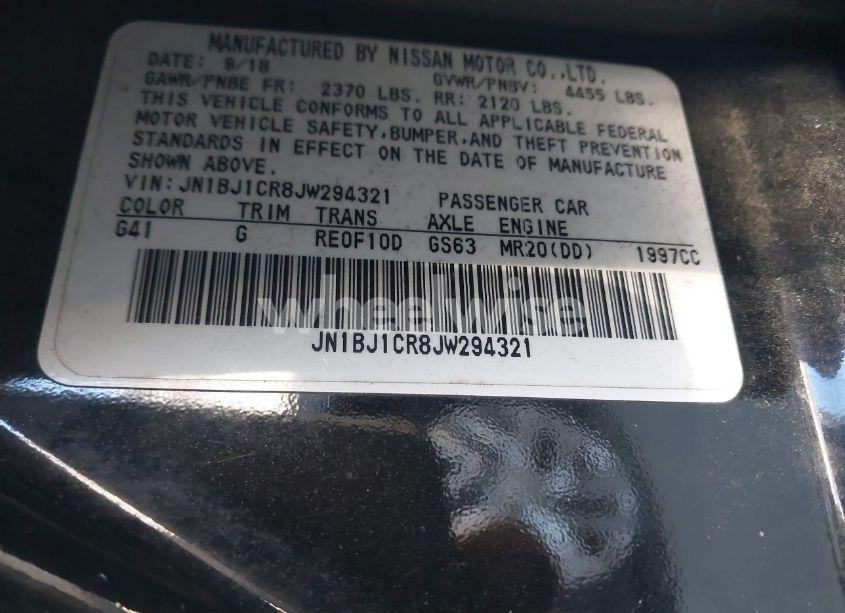 MANUFACTURED BY NISSAN MOTOR CO.,LTD.
DATE: 9/18 GVWR/PNBV: 4455 LBS.
GAWR/PNBE FR: 2370 LBS. RR: 2120 LBS.
THIS VEHICLE CONFORMS TO ALL APPLICABLE FEDERAL
MOTOR VEHICLE SAFETY,BUMPER,AND THEFT PREVENTION
STANDARDS IN EFFECT ON THE DATE OF MANUFACTURE
SHOWN ABOVE.
VIN: JN1BJ1CR8JW294321 PASSENGER CAR
COLOR TRIM TRANS AXLE ENGINE
G41 G RE0F10D GS63 MR20(DD) 1997CC
wheelwise
JN1BJ1CR8JW294321